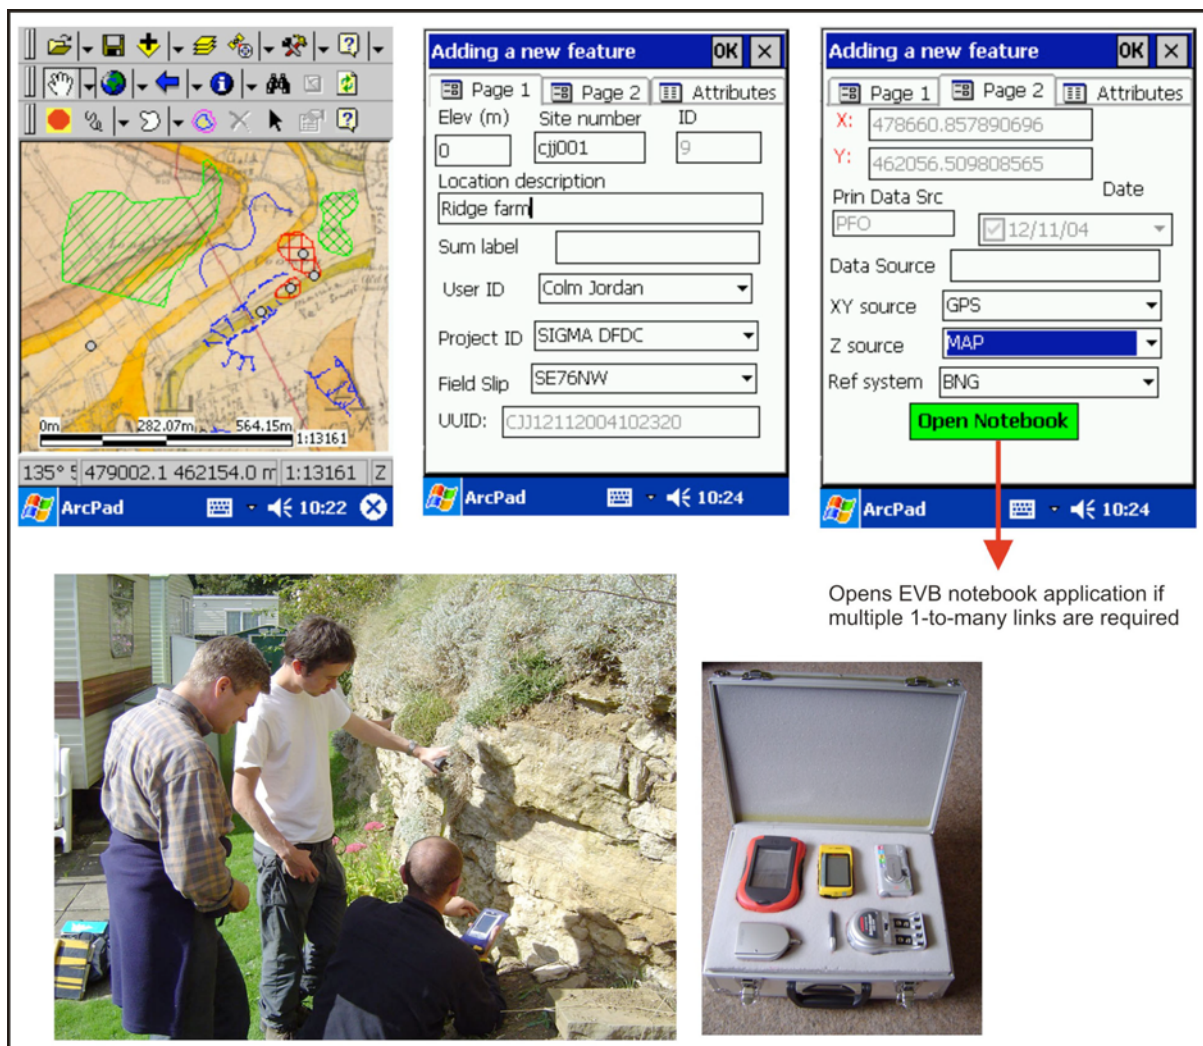 0m 282.07m 564.15m
1:13161
135° 479002.1 462154.0 m 1:13161 Z
ArcPad 10:22
Adding a new feature OK
Page 1 Page 2 Attributes
Elev (m) Site number ID
0 cjj001 9
Location description
Ridge farm
Sum label
User ID Colm Jordan
Project ID SIGMA DFDC
Field Slip SE76NW
UUID: CJJ12112004102320
ArcPad 10:24
Adding a new feature OK
Page 1 Page 2 Attributes
X: 478660.857890696
Y: 462056.509808565
Prin Data Src Date
PFO 12/11/04
Data Source
XY source GPS
Z source MAP
Ref system BNG
Open Notebook
ArcPad 10:24
Opens EVB notebook application if
multiple 1-to-many links are required